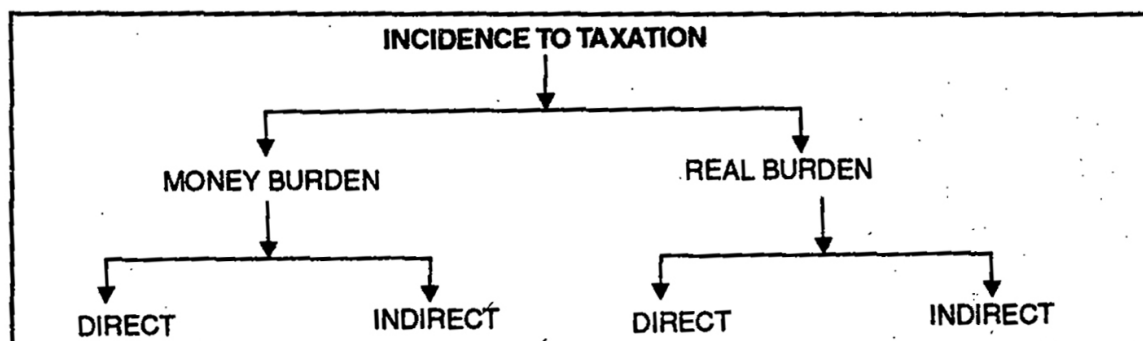 INCIDENCE TO TAXATION
MONEY BURDEN REAL BURDEN
DIRECT INDIRECT DIRECT INDIRECT